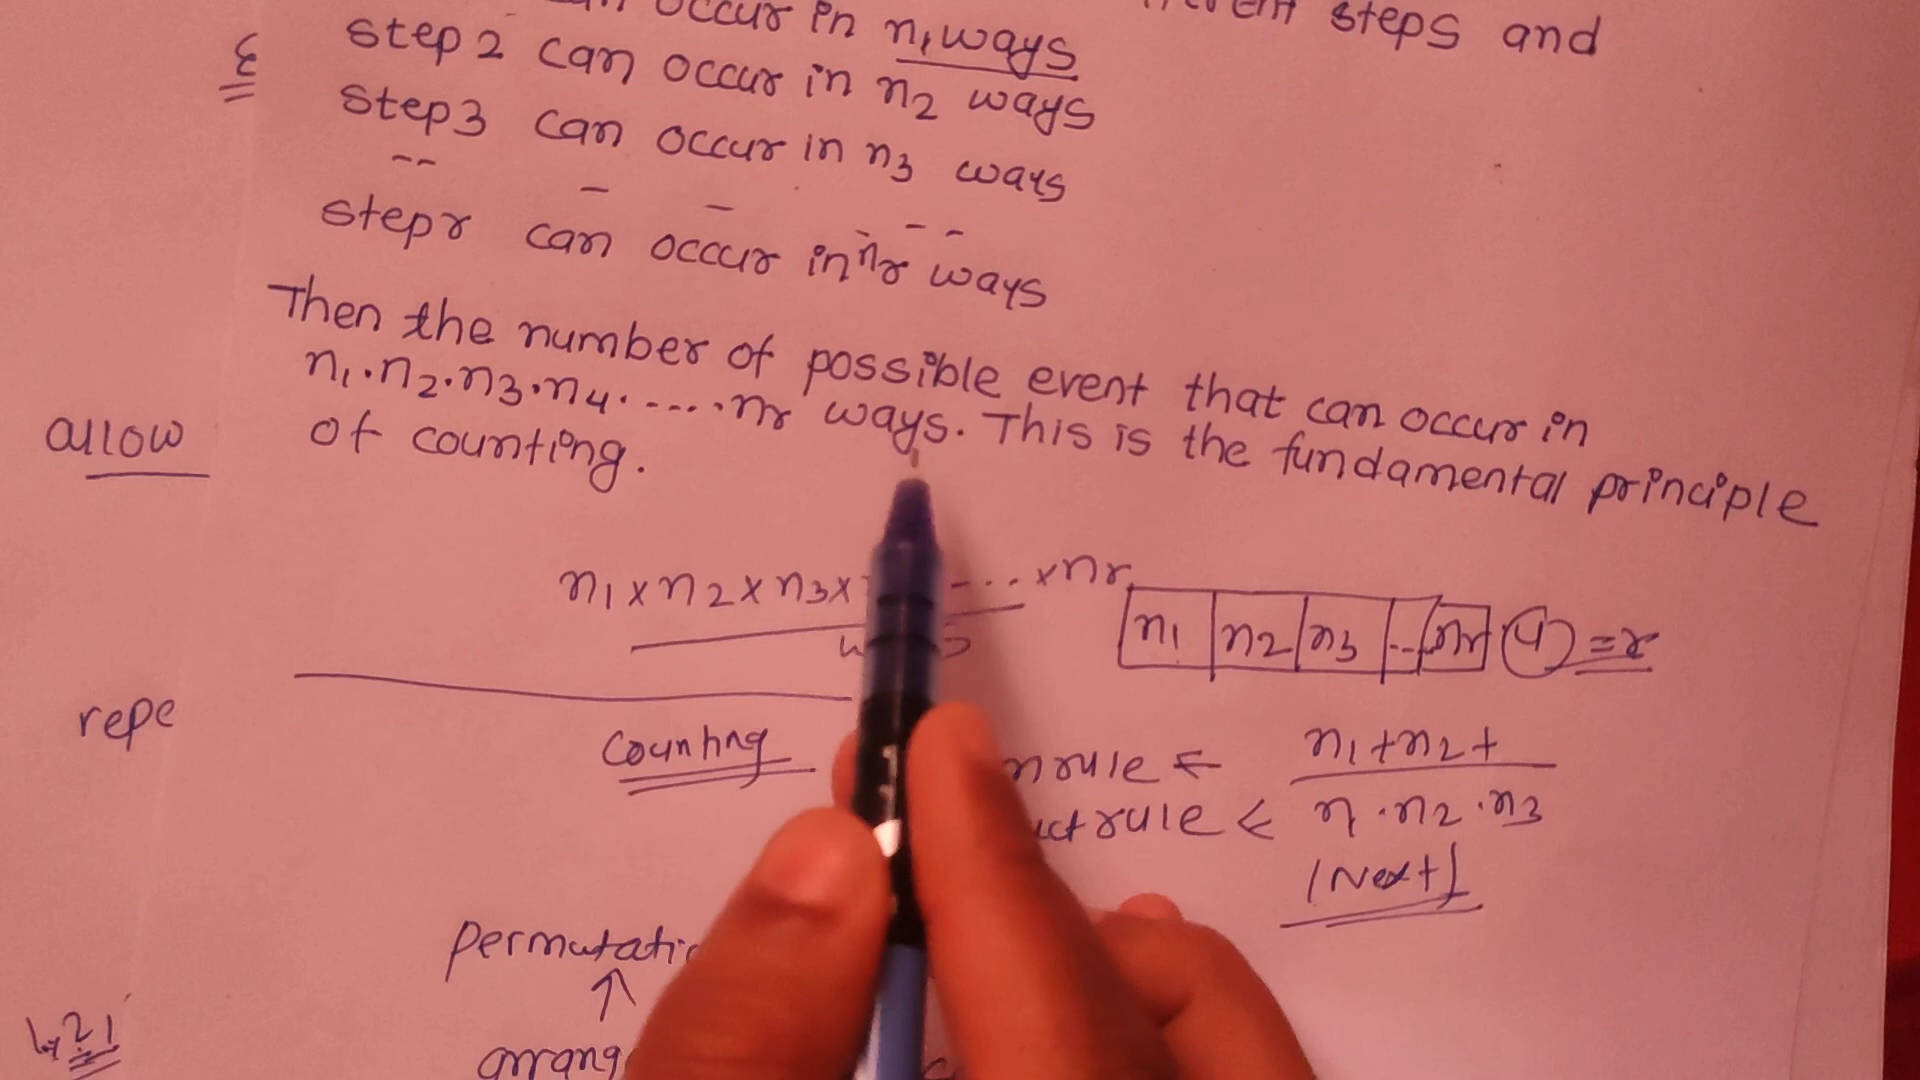 occur in n1 ways steps and
step 2 can occur in n2 ways
step3 can occur in n3 ways
-- - - - - -
stepr can occur in nr ways
Then the number of possible event that can occur in
n1.n2.n3.n4.....nr ways. This is the fundamental principle
of counting.
allow
n1 x n2 x n3 x ... x nr
n1 n2 n3 .. nr 4 = r
repe
counting
rule ← n1+n2+
rule ← n.n2.n3
[Next]
permutati
↑
arrang